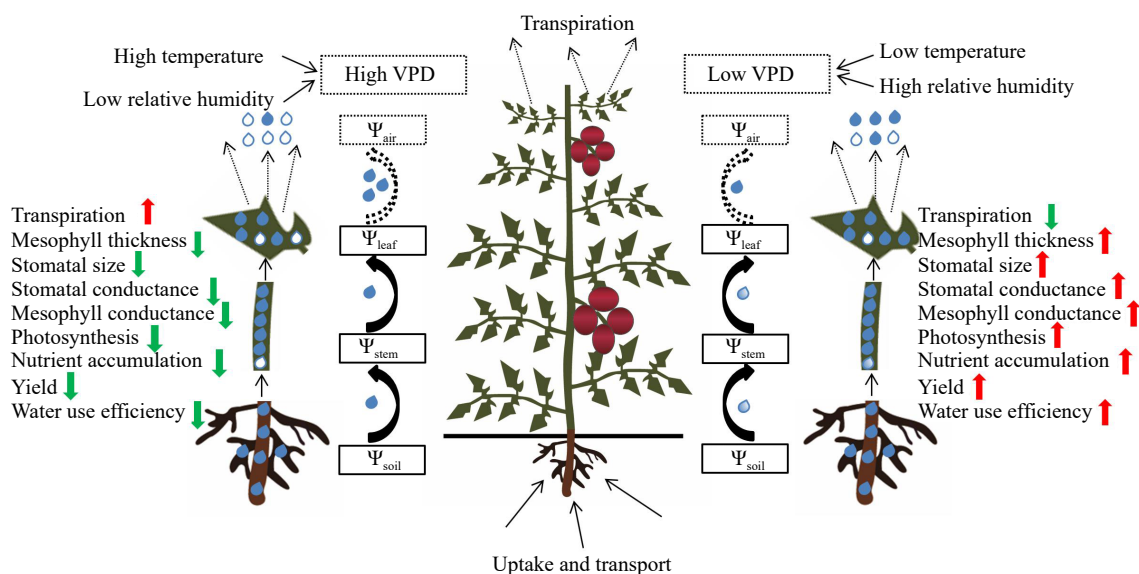 Transpiration
High temperature
Low relative humidity
High VPD
Low VPD
Low temperature
High relative humidity
Ψair
Ψleaf
Ψstem
Ψsoil
Transpiration
Mesophyll thickness
Stomatal size
Stomatal conductance
Mesophyll conductance
Photosynthesis
Nutrient accumulation
Yield
Water use efficiency
Ψair
Ψleaf
Ψstem
Ψsoil
Transpiration
Mesophyll thickness
Stomatal size
Stomatal conductance
Mesophyll conductance
Photosynthesis
Nutrient accumulation
Yield
Water use efficiency
Uptake and transport